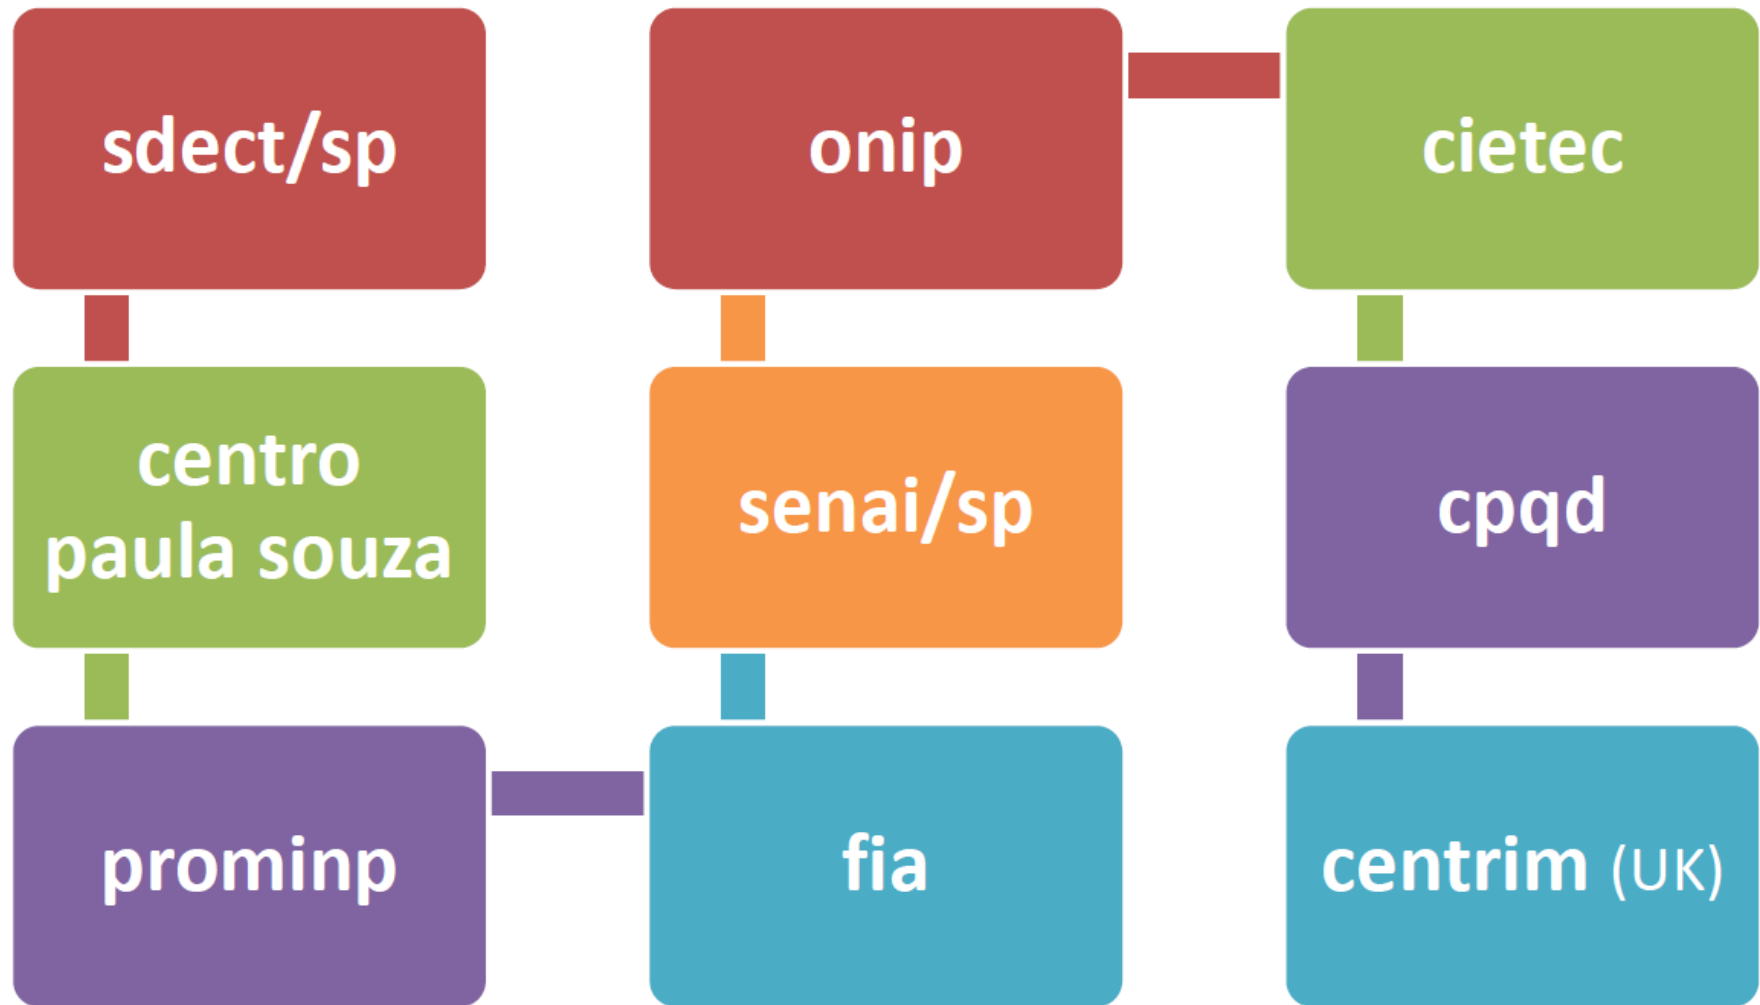 sdect/sp
centro
paula souza
prominp
fia
senai/sp
onip
cietec
cpqd
centrim (UK)